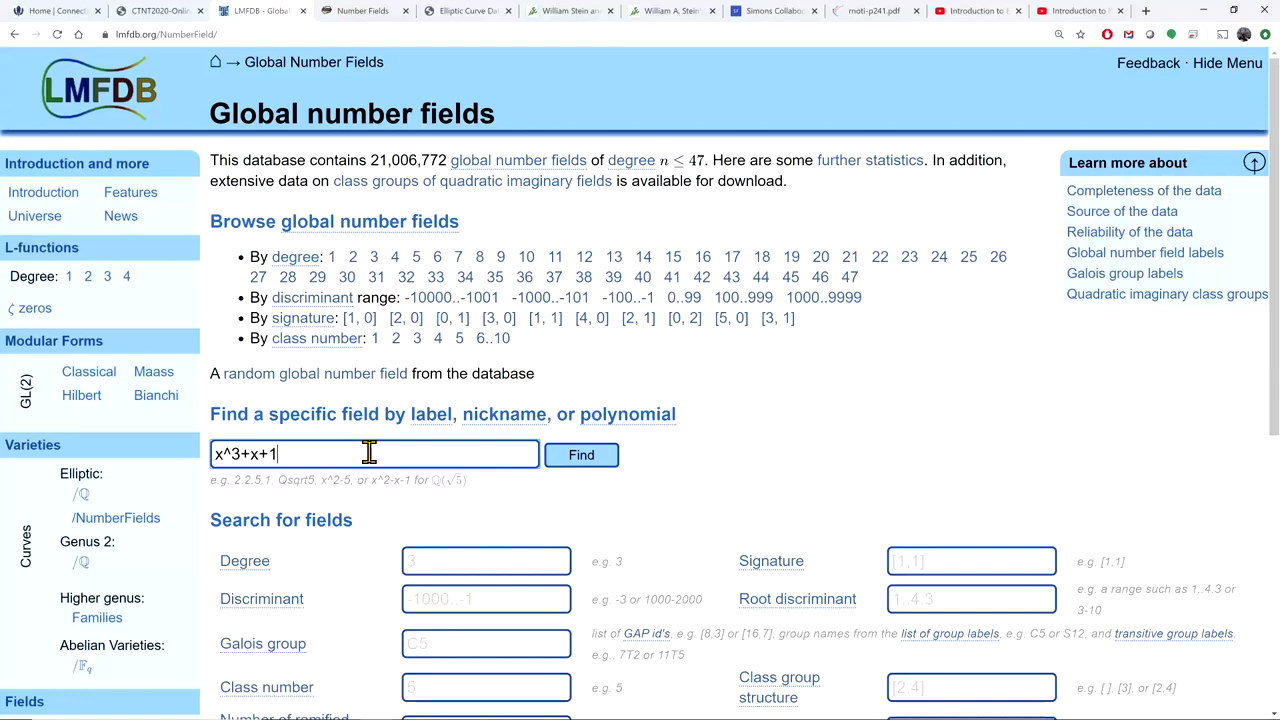 Home | Connect
CTNT2020-Online
LMFDB - Global
Number Fields
Elliptic Curve Da
William Stein and
William A. Stein'
Simons Collabo
moti-p241.pdf
Introduction to
Introduction to
lmfdb.org/NumberField/
LMFDB
→ Global Number Fields
Feedback · Hide Menu
Global number fields
Introduction and more
Introduction Features
Universe News
L-functions
Degree: 1 2 3 4
ζ zeros
Modular Forms
GL(2)
Classical Maass
Hilbert Bianchi
Varieties
Curves
Elliptic:
/ℚ
/NumberFields
Genus 2:
/ℚ
Higher genus:
Families
Abelian Varieties:
/𝔽q
Fields
This database contains 21,006,772 global number fields of degree n ≤ 47. Here are some further statistics. In addition,
extensive data on class groups of quadratic imaginary fields is available for download.
Browse global number fields
• By degree: 1 2 3 4 5 6 7 8 9 10 11 12 13 14 15 16 17 18 19 20 21 22 23 24 25 26
27 28 29 30 31 32 33 34 35 36 37 38 39 40 41 42 43 44 45 46 47
• By discriminant range: -10000..-1001 -1000..-101 -100..-1 0..99 100..999 1000..9999
• By signature: [1, 0] [2, 0] [0, 1] [3, 0] [1, 1] [4, 0] [2, 1] [0, 2] [5, 0] [3, 1]
• By class number: 1 2 3 4 5 6..10
A random global number field from the database
Find a specific field by label, nickname, or polynomial
x^3+x+1
Find
e.g. 2.2.5.1, Qsqrt5, x^2-5, or x^2-x-1 for ℚ(√5)
Search for fields
Degree 3 e.g. 3 Signature [1,1] e.g. [1,1]
Discriminant -1000..-1 e.g. -3 or 1000-2000 Root discriminant 1..4.3 e.g. a range such as 1..4.3 or
3-10
Galois group C5 list of GAP id's, e.g. [8,3] or [16,7], group names from the list of group labels, e.g. C5 or S12, and transitive group labels,
e.g., 7T2 or 11T5
Class number 5 e.g. 5 Class group
structure [2,4] e.g. [ ], [3], or [2,4]
Number of ramified
Learn more about
Completeness of the data
Source of the data
Reliability of the data
Global number field labels
Galois group labels
Quadratic imaginary class groups